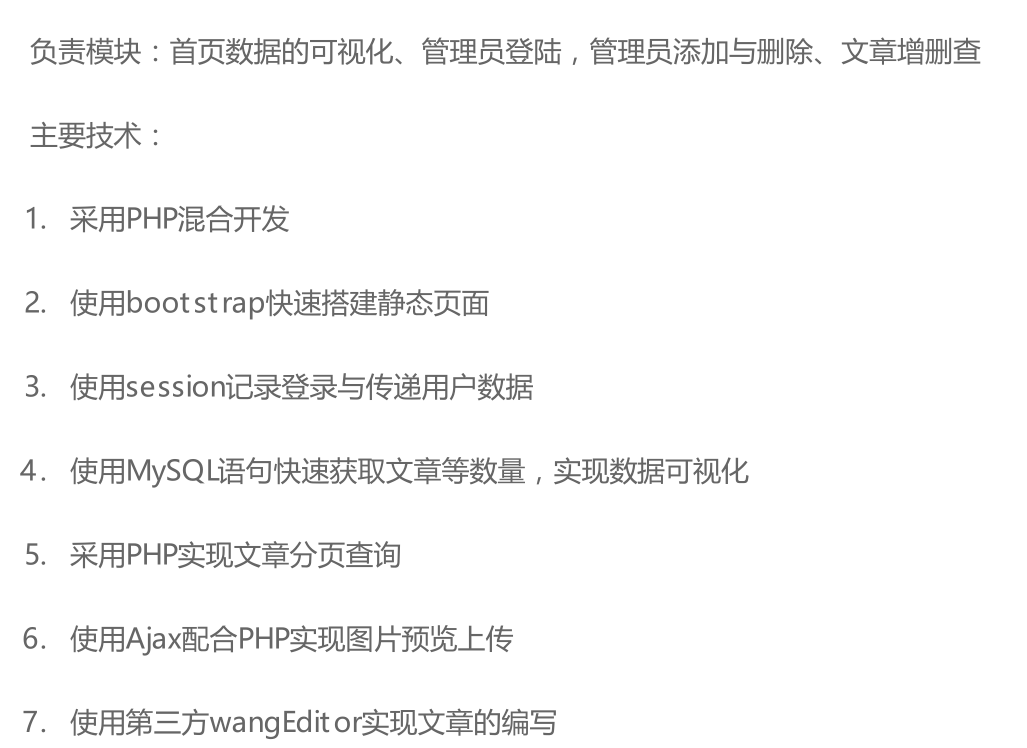 负责模块：首页数据的可视化、管理员登陆，管理员添加与删除、文章增删查
主要技术：
1. 采用PHP混合开发
2. 使用bootstrap快速搭建静态页面
3. 使用session记录登录与传递用户数据
4. 使用MySQL语句快速获取文章等数量，实现数据可视化
5. 采用PHP实现文章分页查询
6. 使用Ajax配合PHP实现图片预览上传
7. 使用第三方wangEditor实现文章的编写